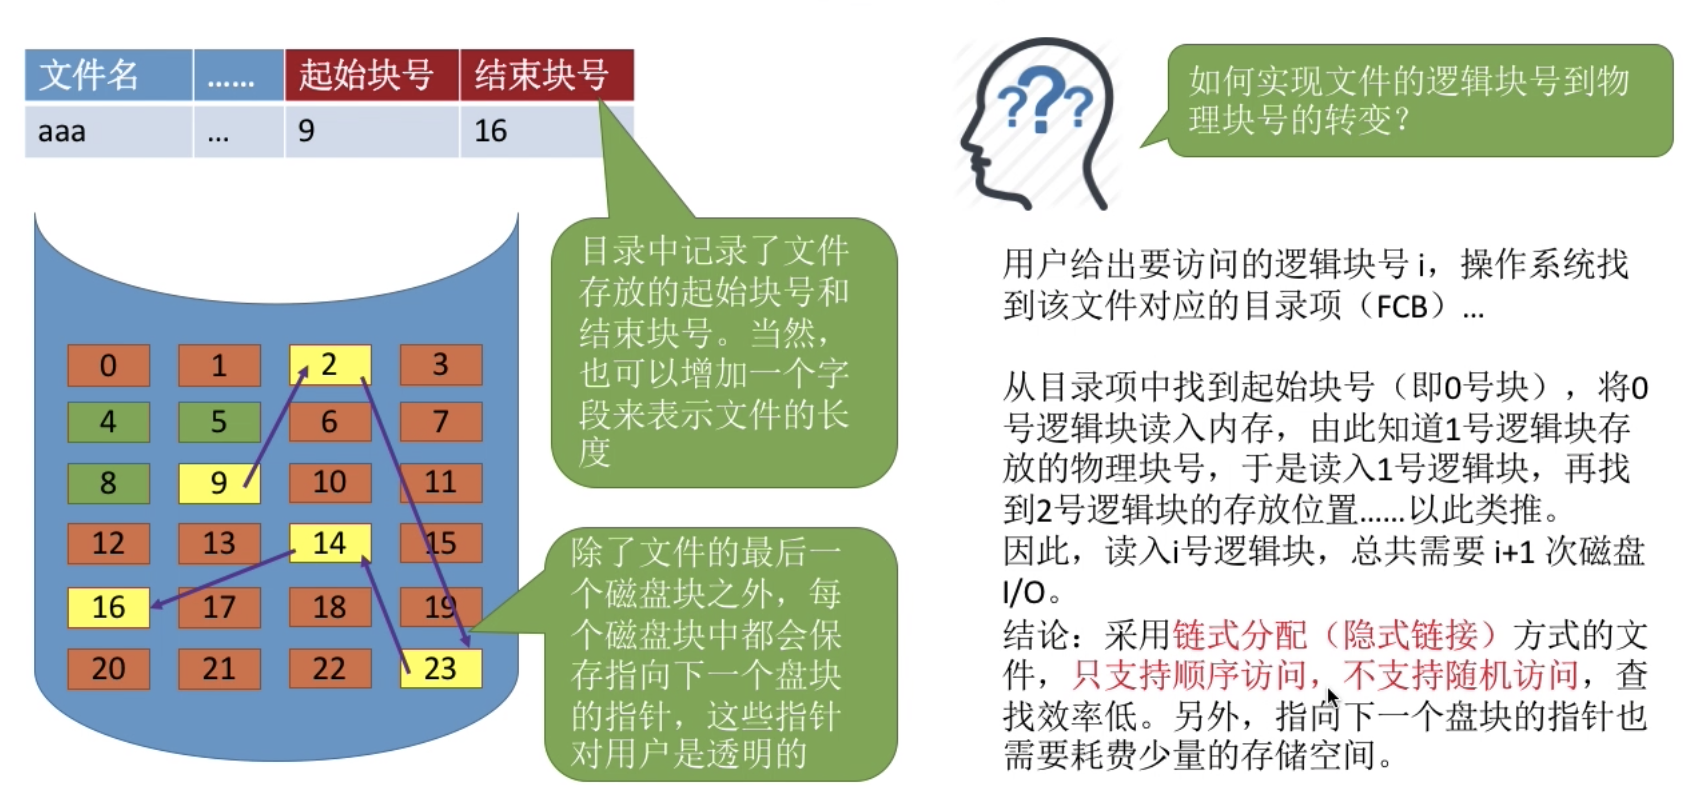 文件名 …… 起始块号 结束块号
aaa … 9 16
目录中记录了文件
存放的起始块号和
结束块号。当然，
也可以增加一个字
段来表示文件的长
度
0 1 2 3
4 5 6 7
8 9 10 11
12 13 14 15
16 17 18 19
20 21 22 23
除了文件的最后一
个磁盘块之外，每
个磁盘块中都会保
存指向下一个盘块
的指针，这些指针
对用户是透明的
???
如何实现文件的逻辑块号到物
理块号的转变？
用户给出要访问的逻辑块号 i，操作系统找
到该文件对应的目录项（FCB）…
从目录项中找到起始块号（即0号块），将0
号逻辑块读入内存，由此知道1号逻辑块存
放的物理块号，于是读入1号逻辑块，再找
到2号逻辑块的存放位置……以此类推。
因此，读入i号逻辑块，总共需要 i+1 次磁盘
I/O。
结论：采用链式分配（隐式链接）方式的文
件，只支持顺序访问，不支持随机访问，查
找效率低。另外，指向下一个盘块的指针也
需要耗费少量的存储空间。